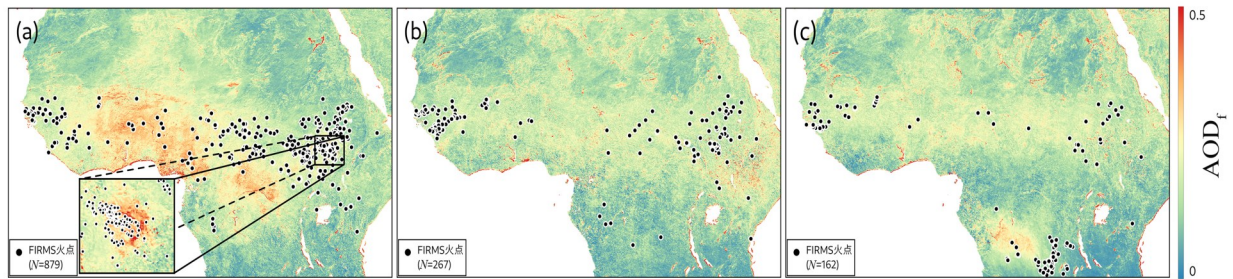 (a)
FIRMS火点
(N=879)
(b)
FIRMS火点
(N=267)
(c)
FIRMS火点
(N=162)
0.5
AOD_f
0